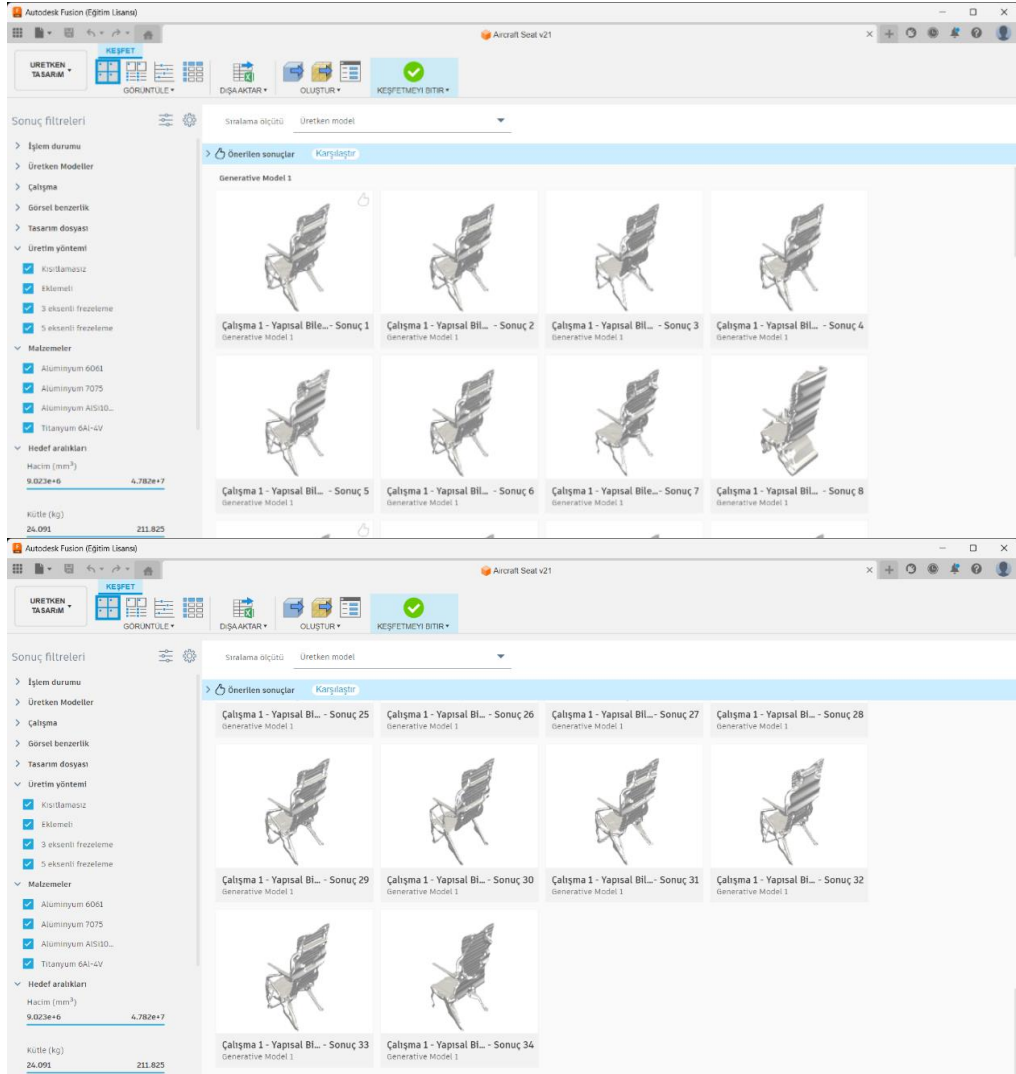 Autodesk Fusion (Eğitim Lisansı)
Aircraft Seat v21
KEŞFET
ÜRETKEN
TASARIM
GÖRÜNTÜLE
DIŞA AKTAR
OLUŞTUR
KEŞFETMEYİ BİTİR
Sonuç filtreleri
Sıralama ölçütü Üretken model
İşlem durumu
Üretken Modeller
Çalışma
Görsel benzerlik
Tasarım dosyası
Üretim yöntemi
Kısıtlamasız
Eklemeli
3 eksenli frezeleme
5 eksenli frezeleme
Malzemeler
Alüminyum 6061
Alüminyum 7075
Alüminyum AlSi10...
Titanyum 6Al-4V
Hedef aralıkları
Hacim (mm³)
9.023e+6 4.782e+7
Kütle (kg)
24.091 211.825
Önerilen sonuçlar Karşılaştır
Generative Model 1
Çalışma 1 - Yapısal Bile...- Sonuç 1
Generative Model 1
Çalışma 1 - Yapısal Bil... - Sonuç 2
Generative Model 1
Çalışma 1 - Yapısal Bil... - Sonuç 3
Generative Model 1
Çalışma 1 - Yapısal Bil... - Sonuç 4
Generative Model 1
Çalışma 1 - Yapısal Bil... - Sonuç 5
Generative Model 1
Çalışma 1 - Yapısal Bil... - Sonuç 6
Generative Model 1
Çalışma 1 - Yapısal Bile...- Sonuç 7
Generative Model 1
Çalışma 1 - Yapısal Bil... - Sonuç 8
Generative Model 1
Autodesk Fusion (Eğitim Lisansı)
Aircraft Seat v21
KEŞFET
ÜRETKEN
TASARIM
GÖRÜNTÜLE
DIŞA AKTAR
OLUŞTUR
KEŞFETMEYİ BİTİR
Sonuç filtreleri
Sıralama ölçütü Üretken model
İşlem durumu
Üretken Modeller
Çalışma
Görsel benzerlik
Tasarım dosyası
Üretim yöntemi
Kısıtlamasız
Eklemeli
3 eksenli frezeleme
5 eksenli frezeleme
Malzemeler
Alüminyum 6061
Alüminyum 7075
Alüminyum AlSi10...
Titanyum 6Al-4V
Hedef aralıkları
Hacim (mm³)
9.023e+6 4.782e+7
Kütle (kg)
24.091 211.825
Önerilen sonuçlar Karşılaştır
Çalışma 1 - Yapısal Bi... - Sonuç 25
Generative Model 1
Çalışma 1 - Yapısal Bi... - Sonuç 26
Generative Model 1
Çalışma 1 - Yapısal Bil...- Sonuç 27
Generative Model 1
Çalışma 1 - Yapısal Bi... - Sonuç 28
Generative Model 1
Çalışma 1 - Yapısal Bi... - Sonuç 29
Generative Model 1
Çalışma 1 - Yapısal Bi... - Sonuç 30
Generative Model 1
Çalışma 1 - Yapısal Bil...- Sonuç 31
Generative Model 1
Çalışma 1 - Yapısal Bi... - Sonuç 32
Generative Model 1
Çalışma 1 - Yapısal Bi... - Sonuç 33
Generative Model 1
Çalışma 1 - Yapısal Bi... - Sonuç 34
Generative Model 1